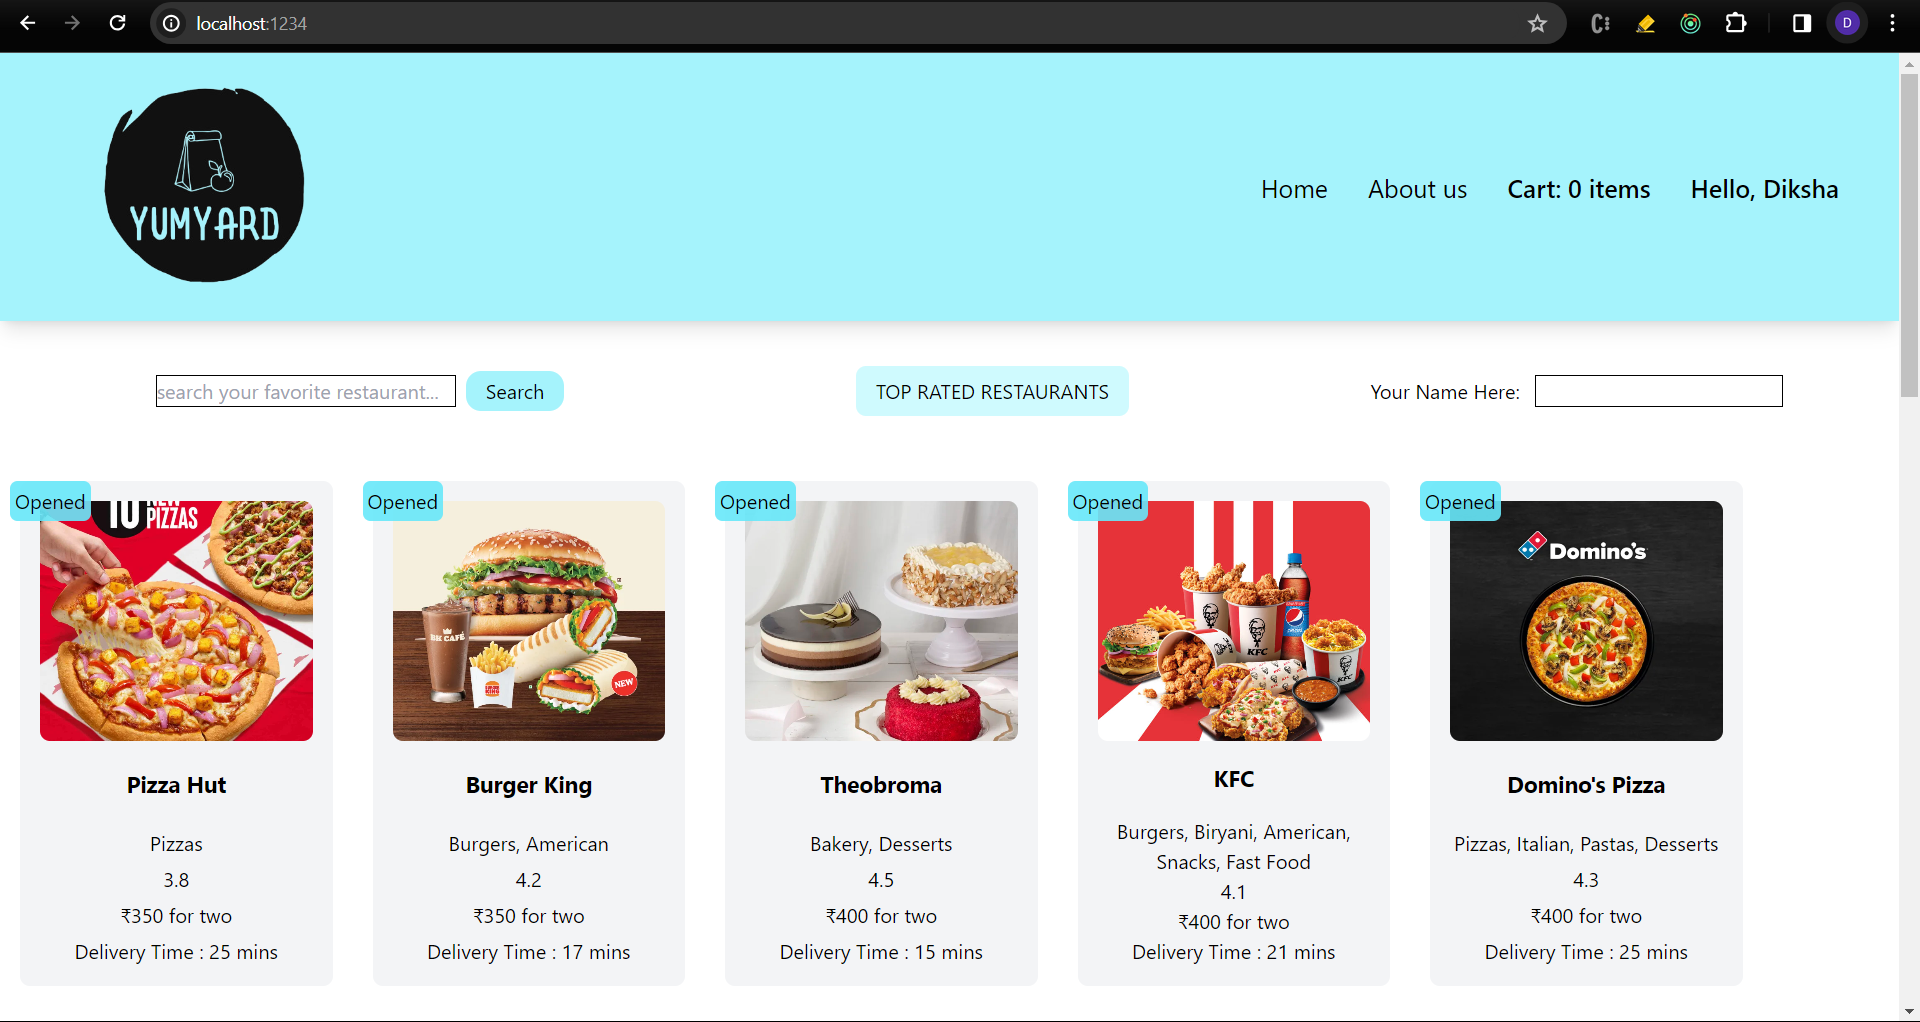 localhost:1234
D
YUMYARD
Home
About us
Cart: 0 items
Hello, Diksha
search your favorite restaurant...
Search
TOP RATED RESTAURANTS
Your Name Here:
Opened
10 NEW
PIZZAS
Pizza Hut
Pizzas
3.8
₹350 for two
Delivery Time : 25 mins
Opened
BK CAFÉ
NEW
Burger King
Burgers, American
4.2
₹350 for two
Delivery Time : 17 mins
Opened
Theobroma
Bakery, Desserts
4.5
₹400 for two
Delivery Time : 15 mins
Opened
pepsi
KFC
KFC
KFC
Burgers, Biryani, American,
Snacks, Fast Food
4.1
₹400 for two
Delivery Time : 21 mins
Opened
Domino's
Domino's Pizza
Pizzas, Italian, Pastas, Desserts
4.3
₹400 for two
Delivery Time : 25 mins